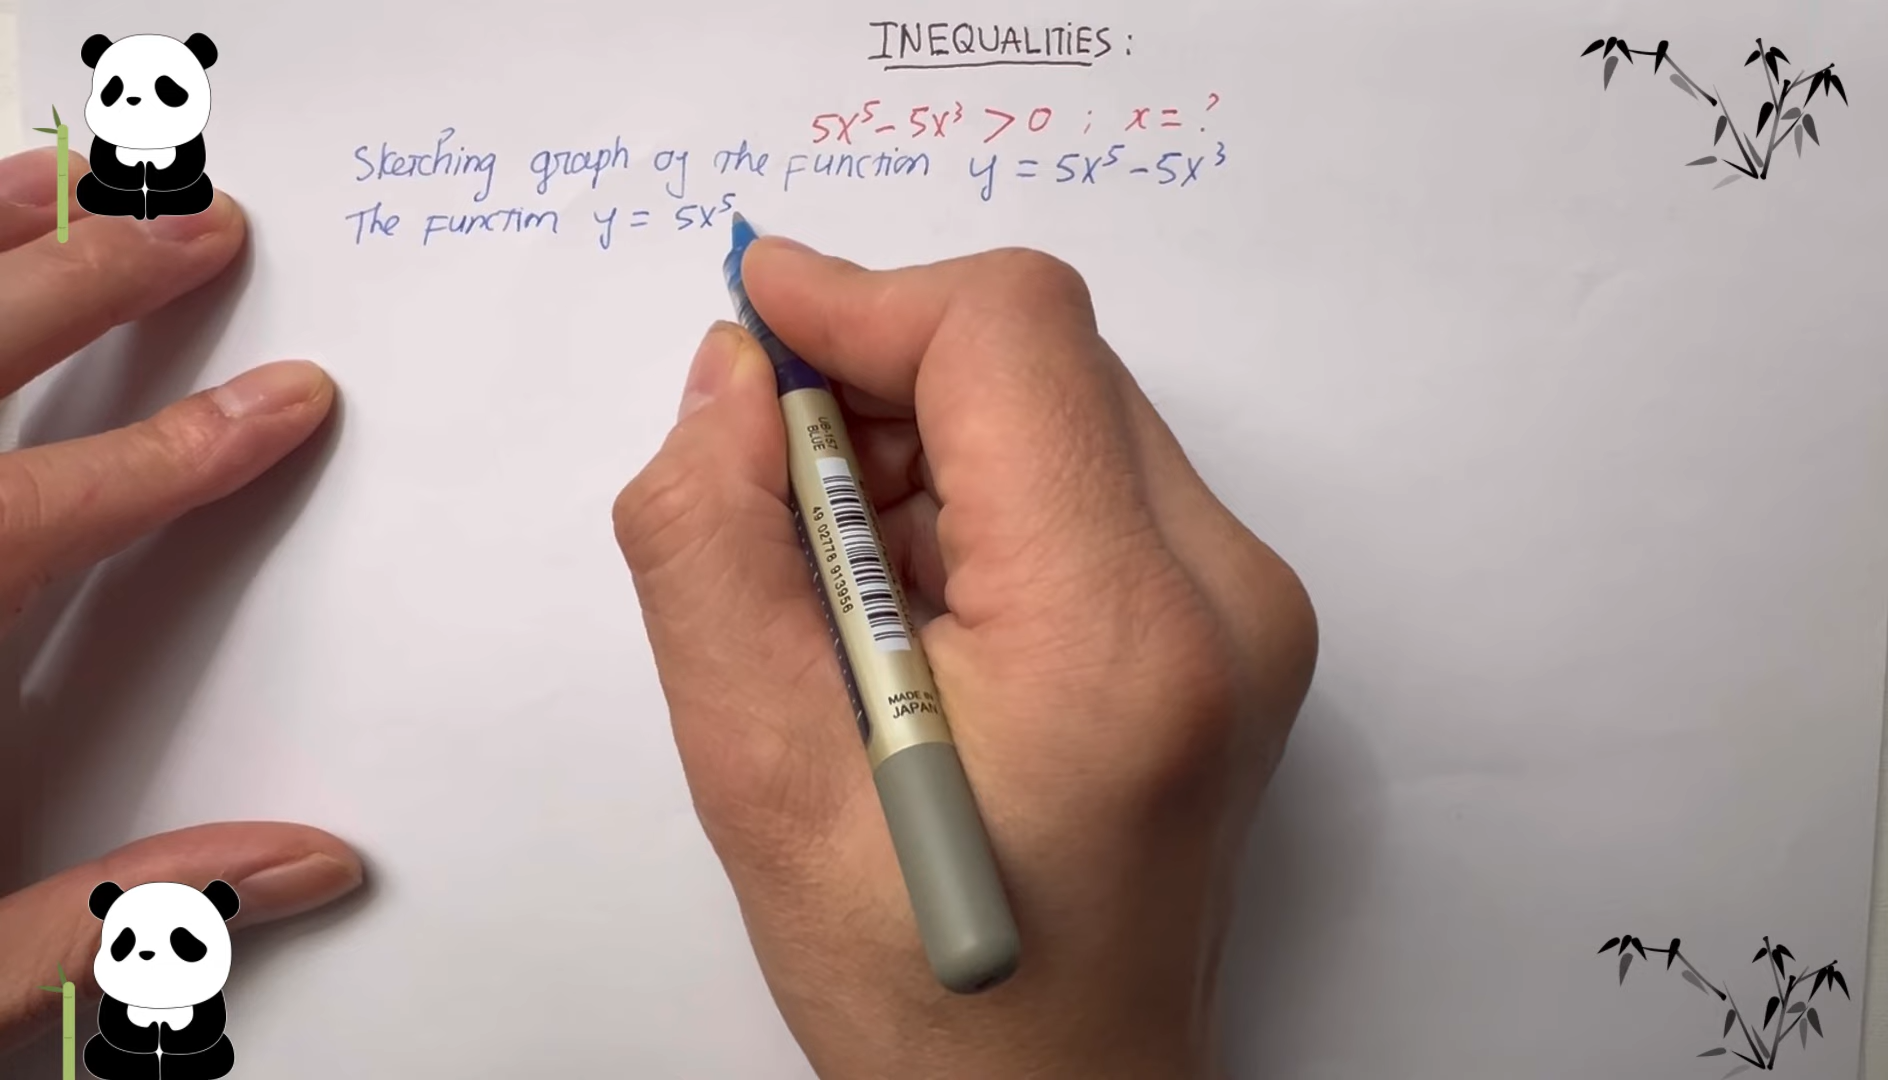 INEQUALITIES:
5x⁵ - 5x³ > 0 ; x = ?
Sketching graph of the Function y = 5x⁵ - 5x³
The Function y = 5x⁵
UB-157
BLUE
49 02778 913956
MADE IN
JAPAN